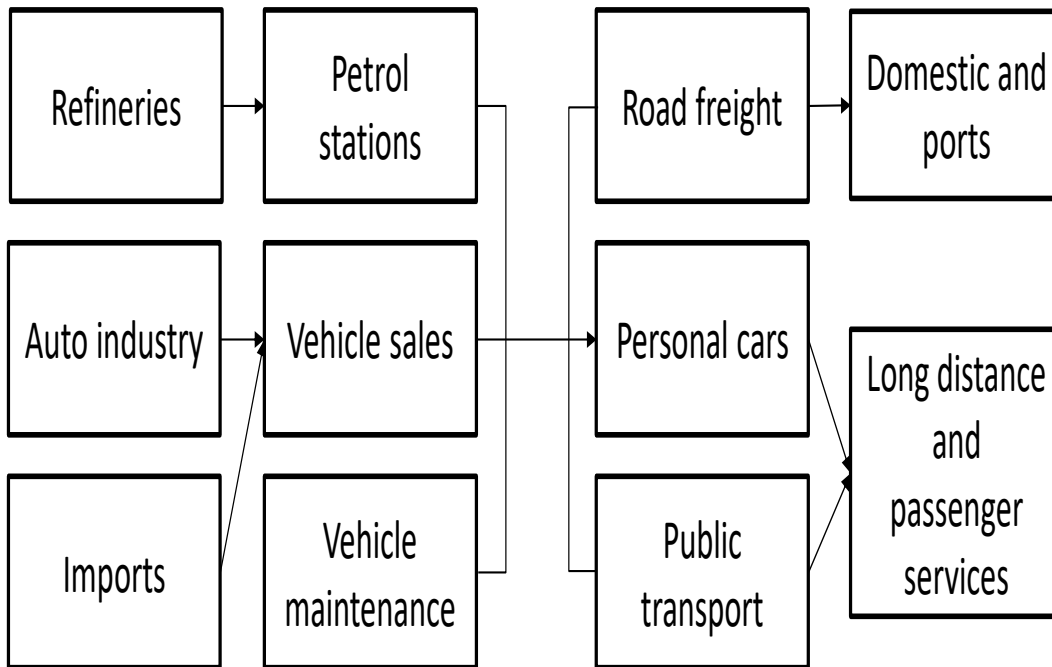 Refineries
Petrol
stations
Road freight
Domestic and
ports
Auto industry
Vehicle sales
Personal cars
Long distance
and
passenger
services
Imports
Vehicle
maintenance
Public
transport